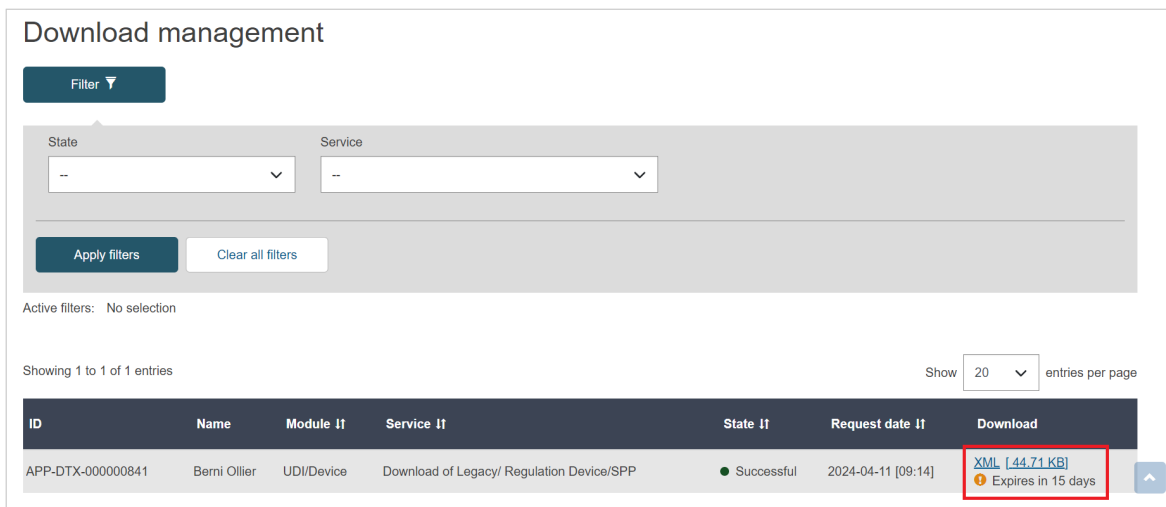 Download management
Filter
State Service
-- --
Apply filters Clear all filters
Active filters: No selection
Showing 1 to 1 of 1 entries Show 20 entries per page
ID Name Module Service State Request date Download
APP-DTX-000000841 Berni Ollier UDI/Device Download of Legacy/ Regulation Device/SPP Successful 2024-04-11 [09:14] XML [ 44.71 KB]
Expires in 15 days